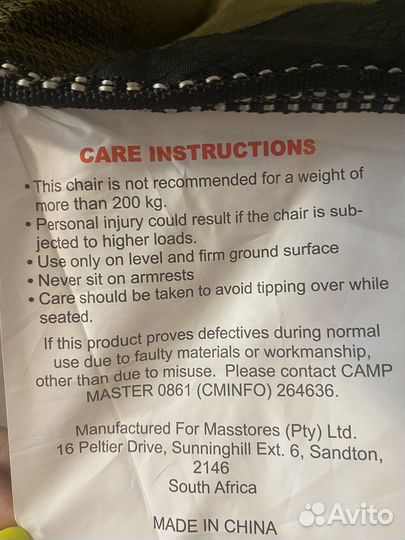 CARE INSTRUCTIONS
• This chair is not recommended for a weight of
more than 200 kg.
• Personal injury could result if the chair is sub-
jected to higher loads.
• Use only on level and firm ground surface
• Never sit on armrests
• Care should be taken to avoid tipping over while
seated.
If this product proves defectives during normal
use due to faulty materials or workmanship,
other than due to misuse. Please contact CAMP
MASTER 0861 (CMINFO) 264636.
Manufactured For Masstores (Pty) Ltd.
16 Peltier Drive, Sunninghill Ext. 6, Sandton,
2146
South Africa
MADE IN CHINA
Avito